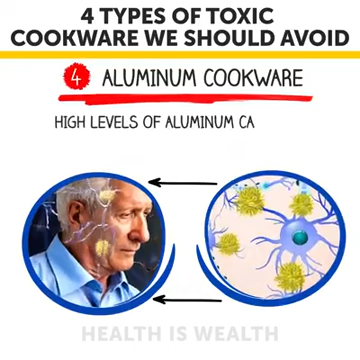 4 TYPES OF TOXIC
COOKWARE WE SHOULD AVOID
4 ALUMINUM COOKWARE
HIGH LEVELS OF ALUMINUM CA
HEALTH IS WEALTH